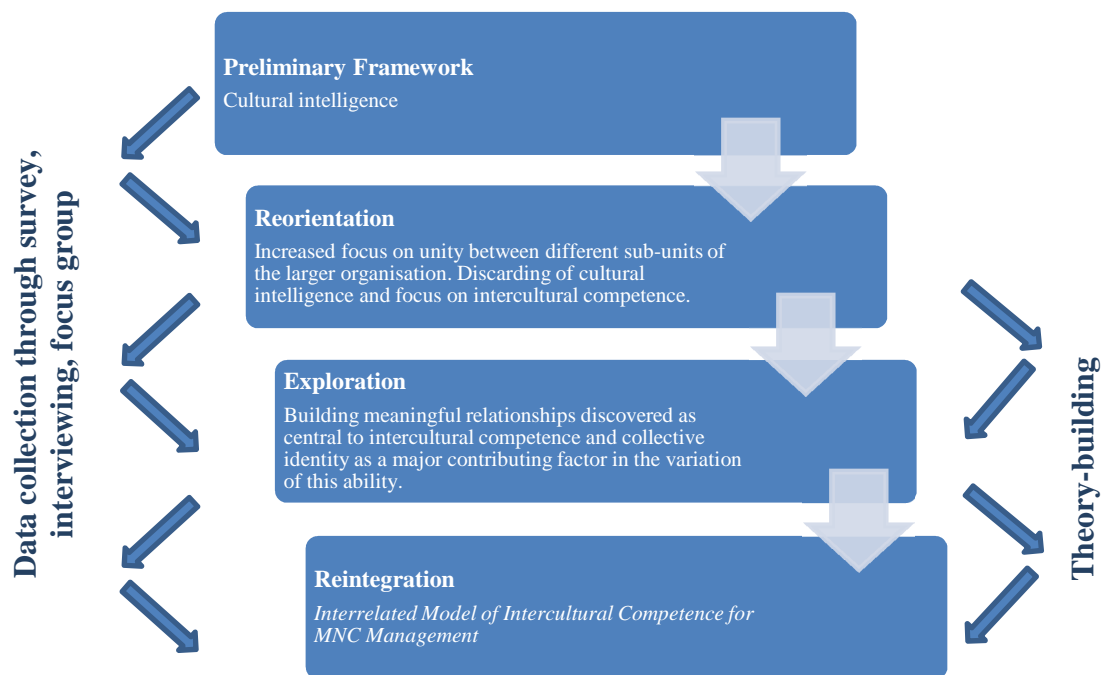 Data collection through survey,
interviewing, focus group
Preliminary Framework
Cultural intelligence
Reorientation
Increased focus on unity between different sub-units of
the larger organisation. Discarding of cultural
intelligence and focus on intercultural competence.
Exploration
Building meaningful relationships discovered as
central to intercultural competence and collective
identity as a major contributing factor in the variation
of this ability.
Reintegration
Interrelated Model of Intercultural Competence for
MNC Management
Theory-building